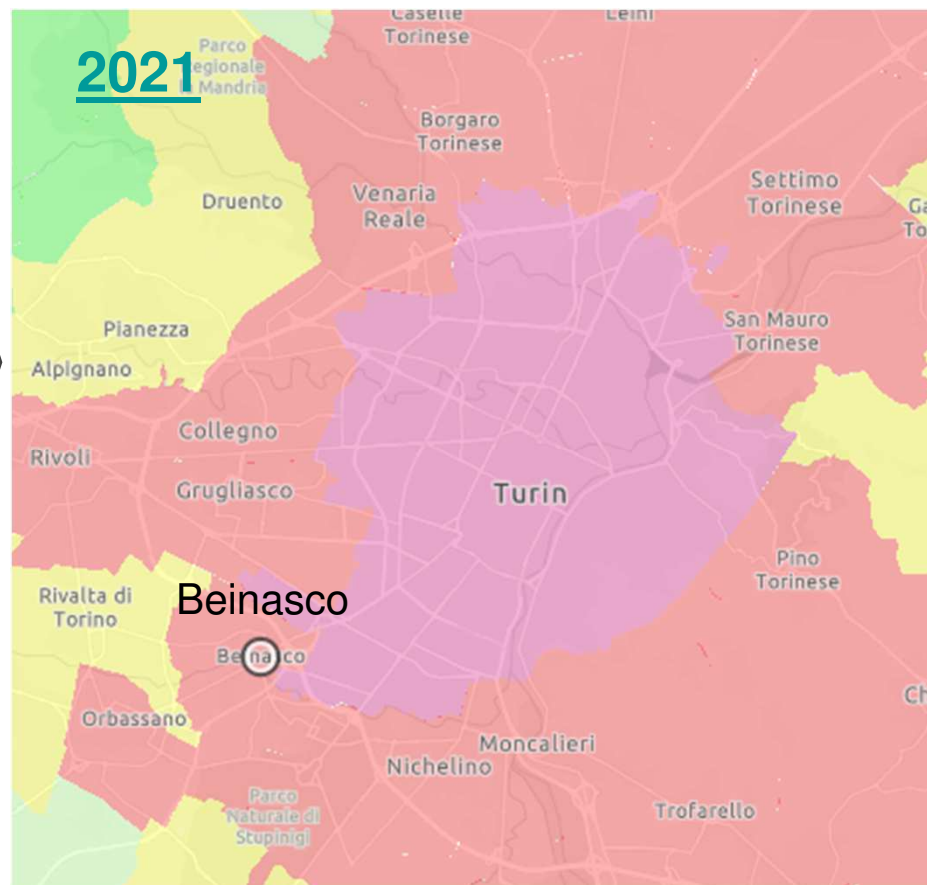 Caselle
Torinese
Leini
2021
Parco
Regionale
la Mandria
Borgaro
Torinese
Druento
Venaria
Reale
Settimo
Torinese
Pianezza
Alpignano
San Mauro
Torinese
Collegno
Rivoli
Grugliasco
Turin
Pino
Torinese
Rivalta di
Torino
Beinasco
Beinasco
Orbassano
Moncalieri
Nichelino
Parco
Naturale di
Stupinigi
Trofarello